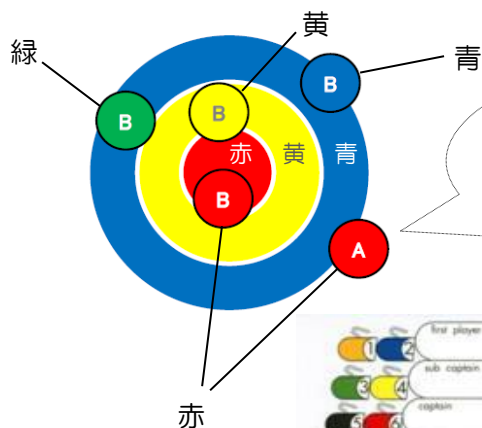 黄
緑
青
B
B
B
赤 黄 青
B
A
赤
1 2 first player
3 4 sub captain
5 6 captain